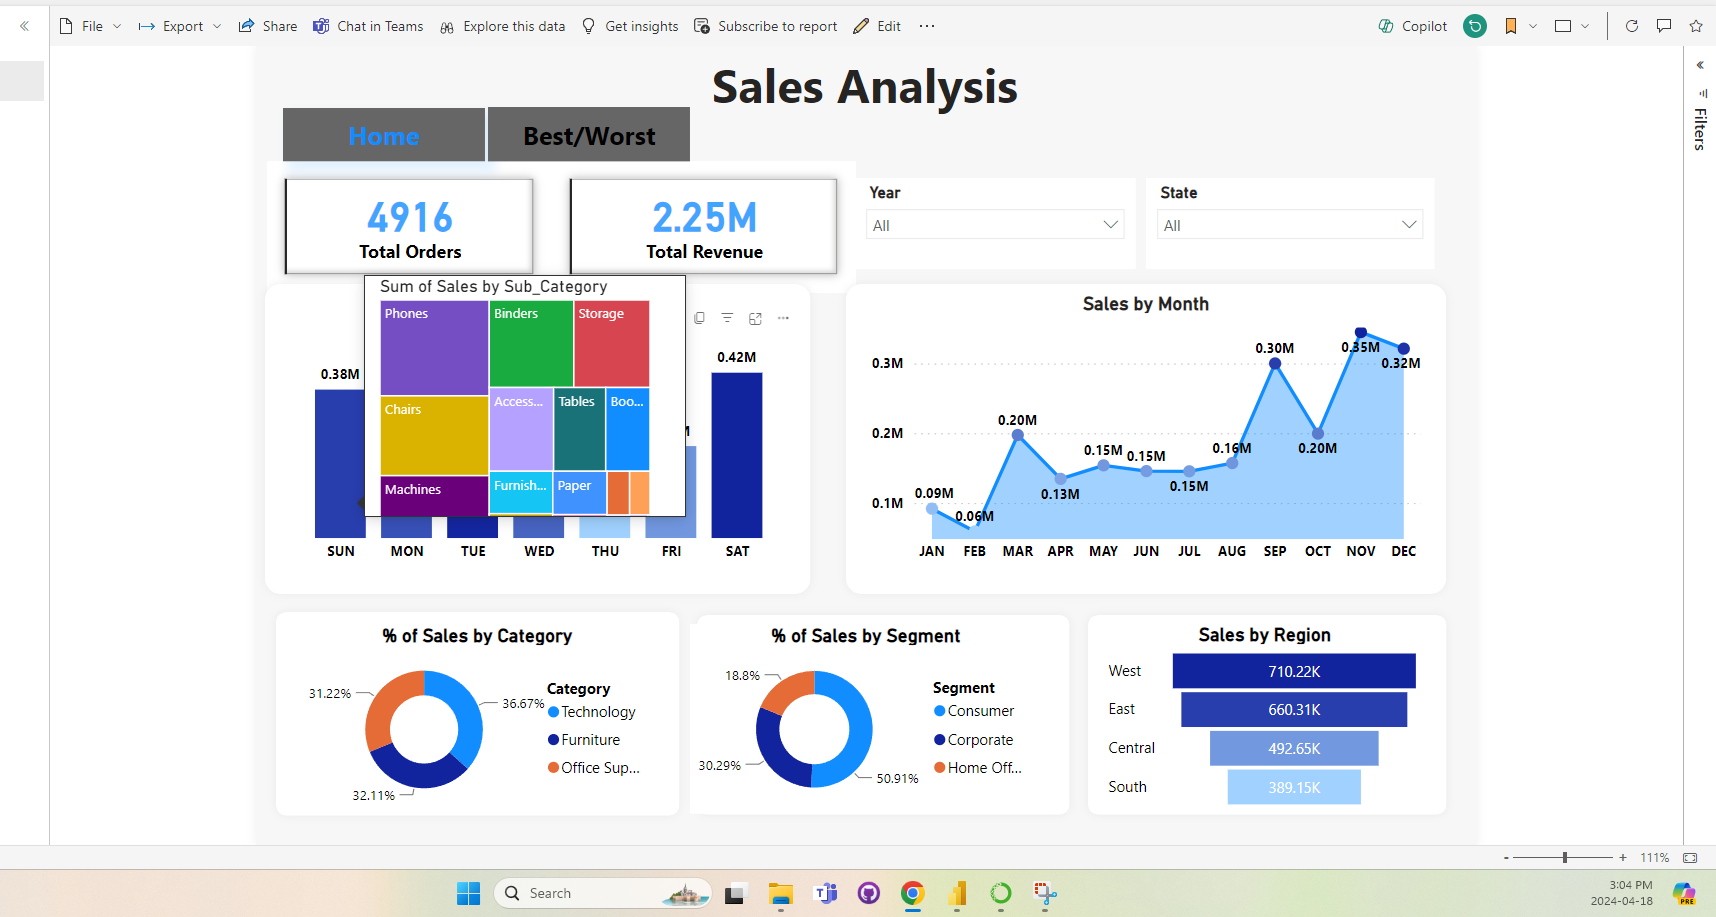 File
Export
Share
Chat in Teams
Explore this data
Get insights
Subscribe to report
Edit
Copilot
Sales Analysis
Home
Best/Worst
Filters
4916
Total Orders
2.25M
Total Revenue
Year
All
State
All
Sum of Sales by Sub_Category
Phones
Binders
Storage
Chairs
Access...
Tables
Boo...
Machines
Furnish...
Paper
0.38M
0.42M
SUN
MON
TUE
WED
THU
FRI
SAT
Sales by Month
0.3M
0.2M
0.1M
0.09M
0.06M
0.20M
0.13M
0.15M
0.15M
0.15M
0.16M
0.30M
0.20M
0.35M
0.32M
JAN
FEB
MAR
APR
MAY
JUN
JUL
AUG
SEP
OCT
NOV
DEC
% of Sales by Category
31.22%
36.67%
32.11%
Category
Technology
Furniture
Office Sup...
% of Sales by Segment
18.8%
30.29%
50.91%
Segment
Consumer
Corporate
Home Off...
Sales by Region
West
710.22K
East
660.31K
Central
492.65K
South
389.15K
- + 111%
Search
3:04 PM
2024-04-18
PRE